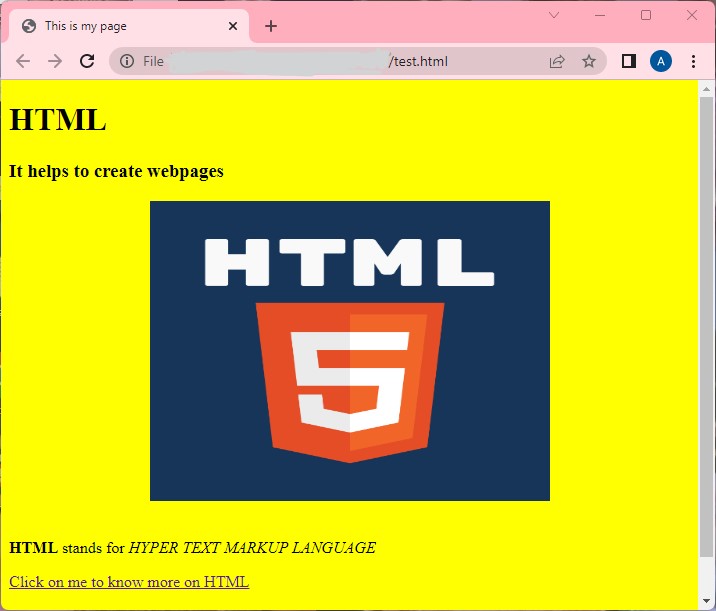 This is my page
File /test.html
A
HTML
It helps to create webpages
HTML
5
HTML stands for HYPER TEXT MARKUP LANGUAGE
Click on me to know more on HTML